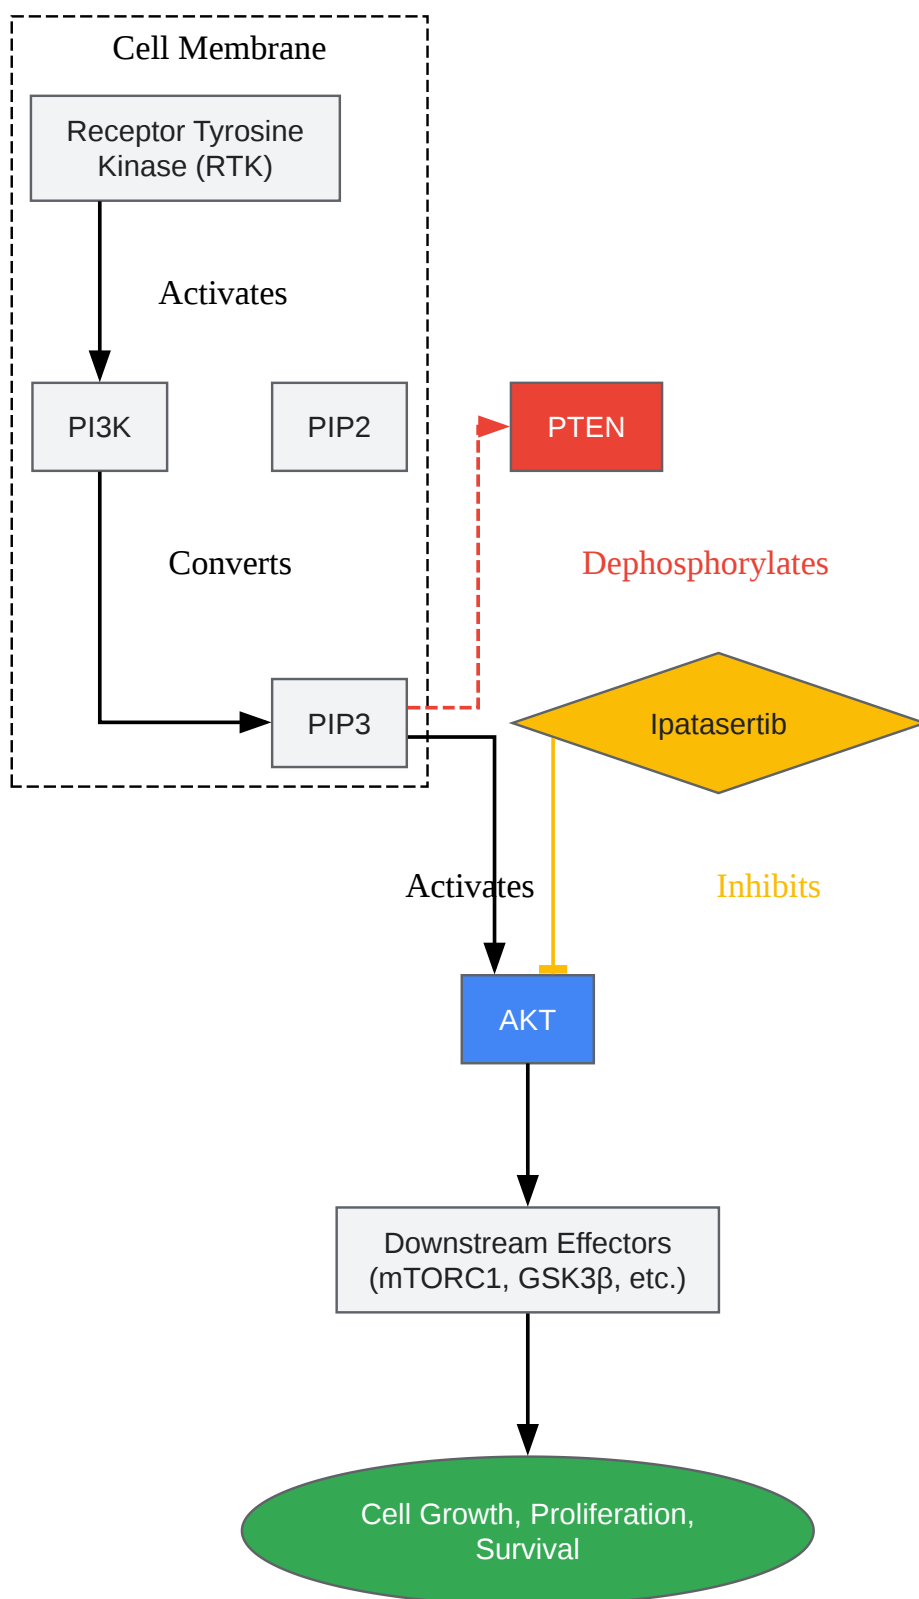 Cell Membrane
Receptor Tyrosine
Kinase (RTK)
Activates
PI3K
PIP2
PTEN
Converts
Dephosphorylates
PIP3
Ipatasertib
Activates
Inhibits
AKT
Downstream Effectors
(mTORC1, GSK3β, etc.)
Cell Growth, Proliferation,
Survival